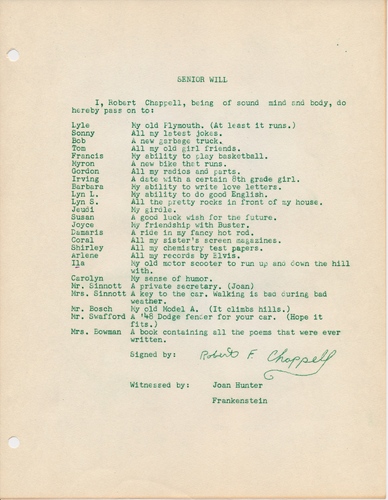 SENIOR WILL
I, Robert Chappell, being of sound mind and body, do
hereby pass on to:
Lyle My old Plymouth. (At least it runs.)
Sonny All my latest jokes.
Bob A new garbage truck.
Tom All my old girl friends.
Francis My ability to play basketball.
Myron A new bike that runs.
Gordon All my radios and parts.
Irving A date with a certain 8th grade girl.
Barbara My ability to write love letters.
Lyn L. My ability to do good English.
Lyn S. All the pretty rocks in front of my house.
Jeudi My girdle.
Susan A good luck wish for the future.
Joyce My friendship with Buster.
Damaris A ride in my fancy hot rod.
Coral All my sister's screen magazines.
Shirley All my chemistry test papers.
Arlene All my records by Elvis.
Ila My old motor scooter to run up and down the hill
with.
Carolyn My sense of humor.
Mr. Sinnott A private secretary. (Joan)
Mrs. Sinnott A key to the car. Walking is bad during bad
weather.
Mr. Bosch My old Model A. (It climbs hills.)
Mr. Swafford A '48 Dodge fender for your car. (Hope it
fits.)
Mrs. Bowman A book containing all the poems that were ever
written.
Signed by: Robert F Chappell
Witnessed by: Joan Hunter
Frankenstein